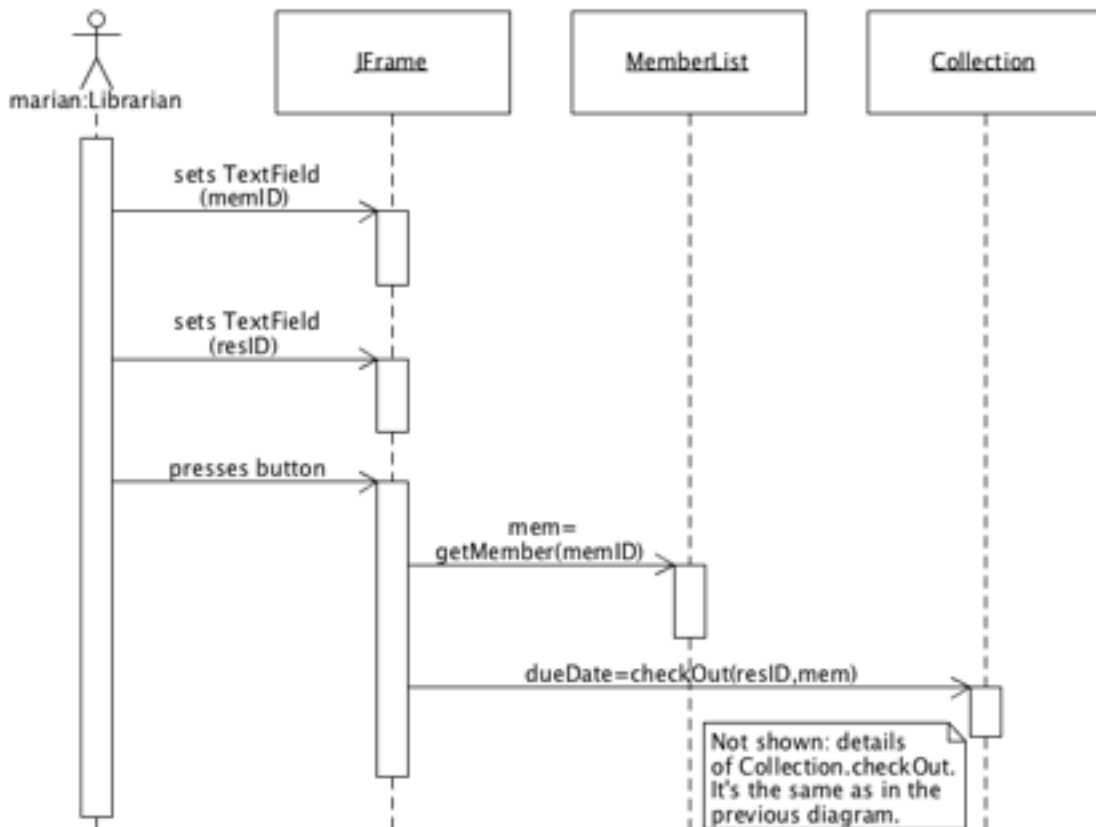 JFrame
MemberList
Collection
marian:Librarian
sets TextField
(memID)
sets TextField
(resID)
presses button
mem=
getMember(memID)
dueDate=checkOut(resID,mem)
Not shown: details
of Collection.checkOut.
It's the same as in the
previous diagram.